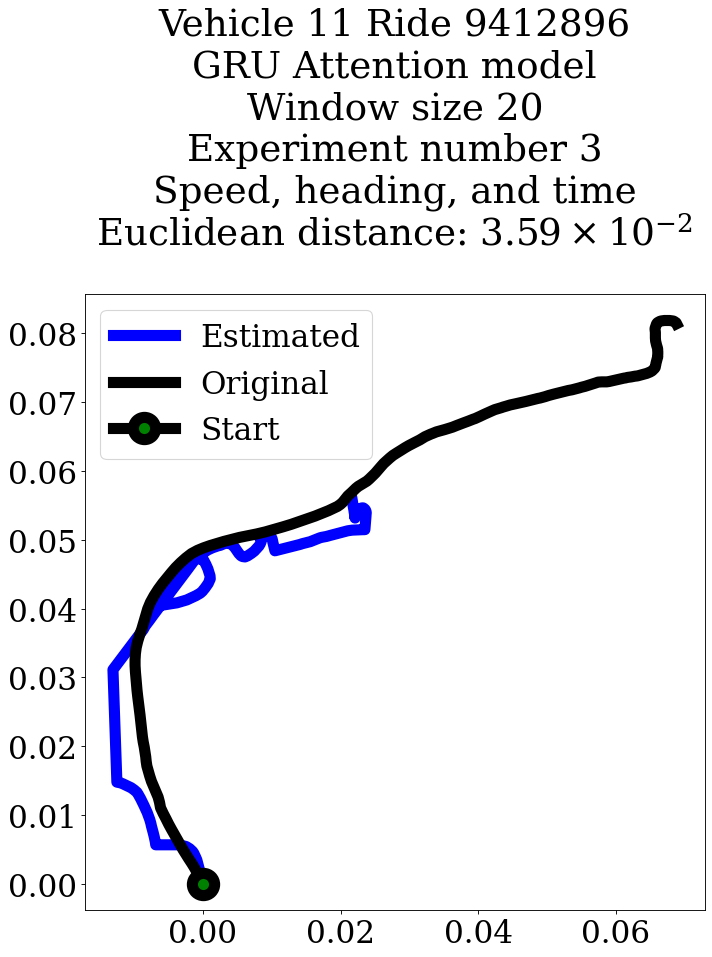 Vehicle 11 Ride 9412896
GRU Attention model
Window size 20
Experiment number 3
Speed, heading, and time
Euclidean distance: 3.59 × 10⁻²
Estimated
Original
Start
0.08
0.07
0.06
0.05
0.04
0.03
0.02
0.01
0.00
0.00 0.02 0.04 0.06